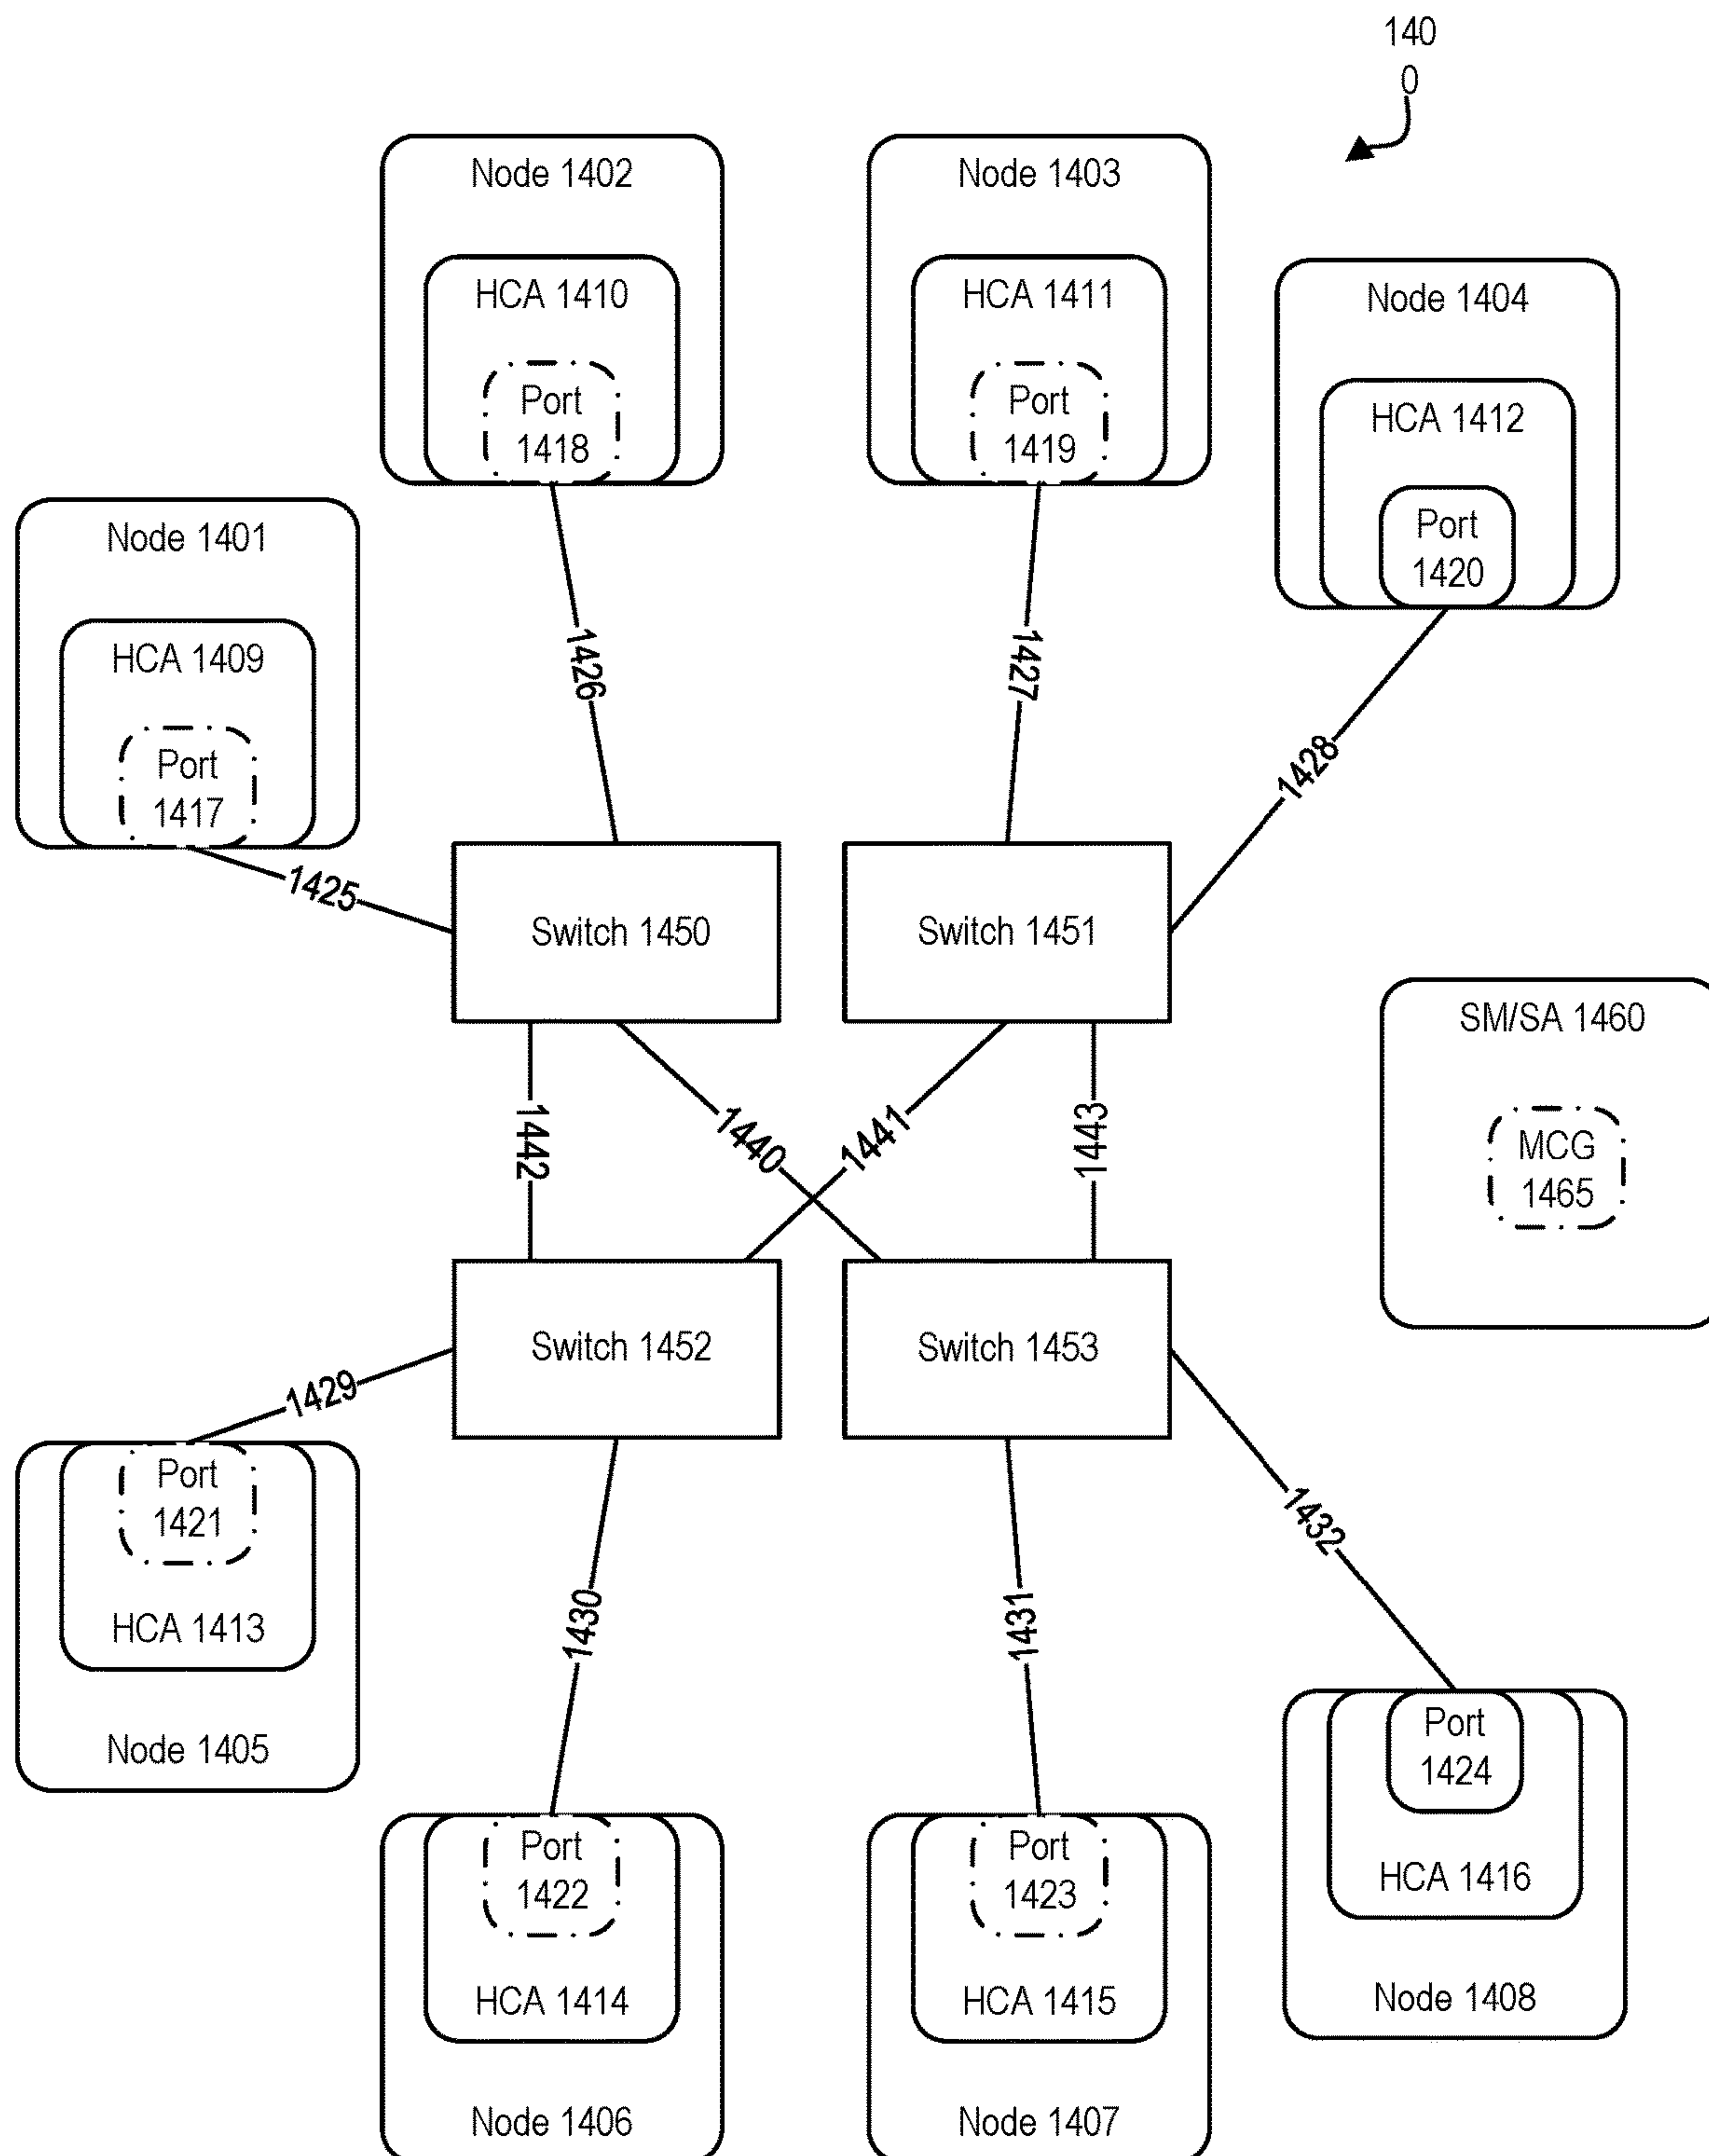 140
0
Node 1402
HCA 1410
Port
1418
Node 1403
HCA 1411
Port
1419
Node 1404
HCA 1412
Port
1420
Node 1401
HCA 1409
Port
1417
1426
1427
1428
1425
Switch 1450
Switch 1451
SM/SA 1460
MCG
1465
1442
1440
1441
1443
Switch 1452
Switch 1453
1429
1430
1431
1432
Port
1421
HCA 1413
Node 1405
Port
1422
HCA 1414
Node 1406
Port
1423
HCA 1415
Node 1407
Port
1424
HCA 1416
Node 1408